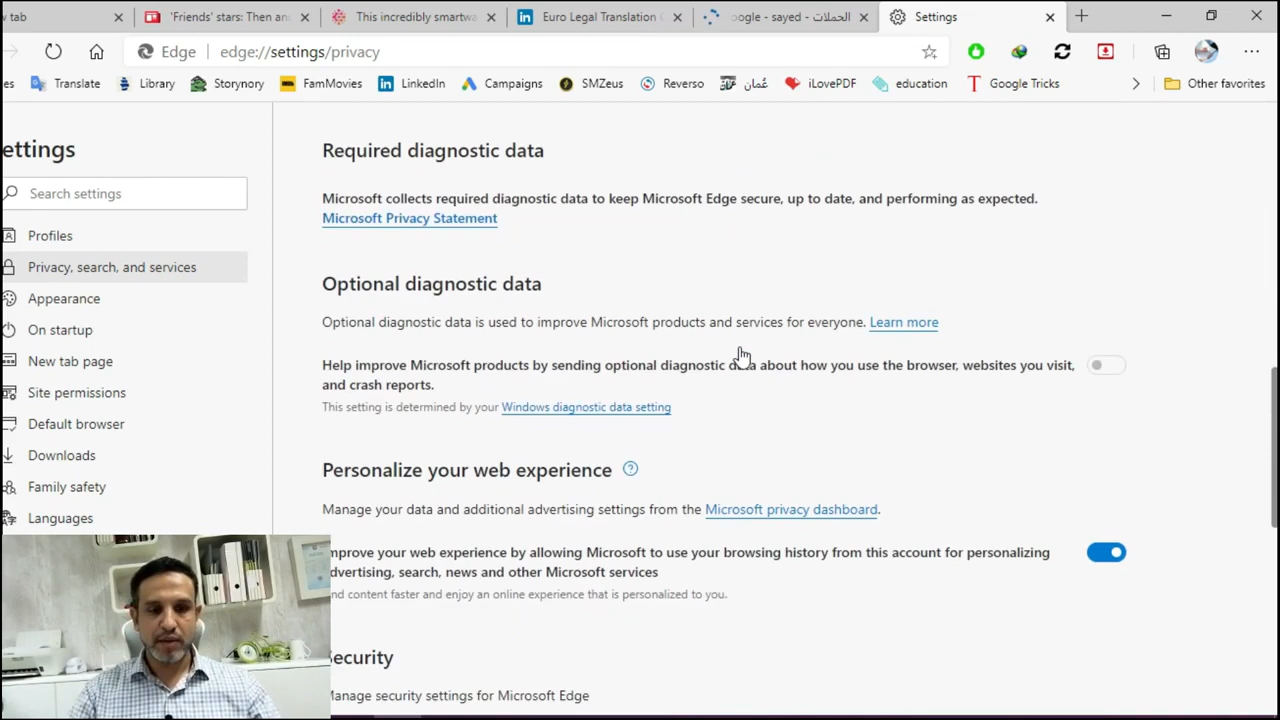 w tab
'Friends' stars: Then an
This incredibly smartwa
Euro Legal Translation
oogle - sayed - الحملات
Settings
Edge
edge://settings/privacy
es
Translate
Library
Storynory
FamMovies
LinkedIn
Campaigns
SMZeus
Reverso
عُمان
iLovePDF
education
Google Tricks
Other favorites
ettings
Search settings
Profiles
Privacy, search, and services
Appearance
On startup
New tab page
Site permissions
Default browser
Downloads
Family safety
Languages
Required diagnostic data
Microsoft collects required diagnostic data to keep Microsoft Edge secure, up to date, and performing as expected.
Microsoft Privacy Statement
Optional diagnostic data
Optional diagnostic data is used to improve Microsoft products and services for everyone. Learn more
Help improve Microsoft products by sending optional diagnostic data about how you use the browser, websites you visit,
and crash reports.
This setting is determined by your Windows diagnostic data setting
Personalize your web experience
Manage your data and additional advertising settings from the Microsoft privacy dashboard.
mprove your web experience by allowing Microsoft to use your browsing history from this account for personalizing
dvertising, search, news and other Microsoft services
nd content faster and enjoy an online experience that is personalized to you.
Security
Manage security settings for Microsoft Edge